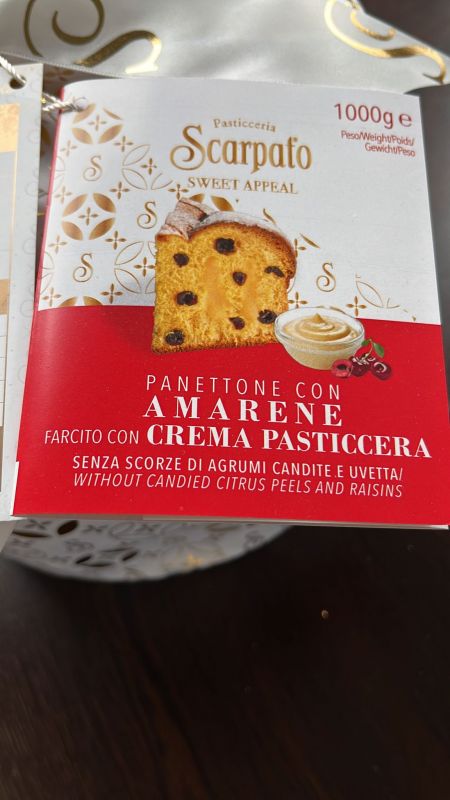 1000g e
Peso/Weight/Poids/
Gewicht/Peso
Pasticceria
Scarpato
SWEET APPEAL
PANETTONE CON
AMARENE
FARCITO CON CREMA PASTICCERA
SENZA SCORZE DI AGRUMI CANDITE E UVETTA/
WITHOUT CANDIED CITRUS PEELS AND RAISINS